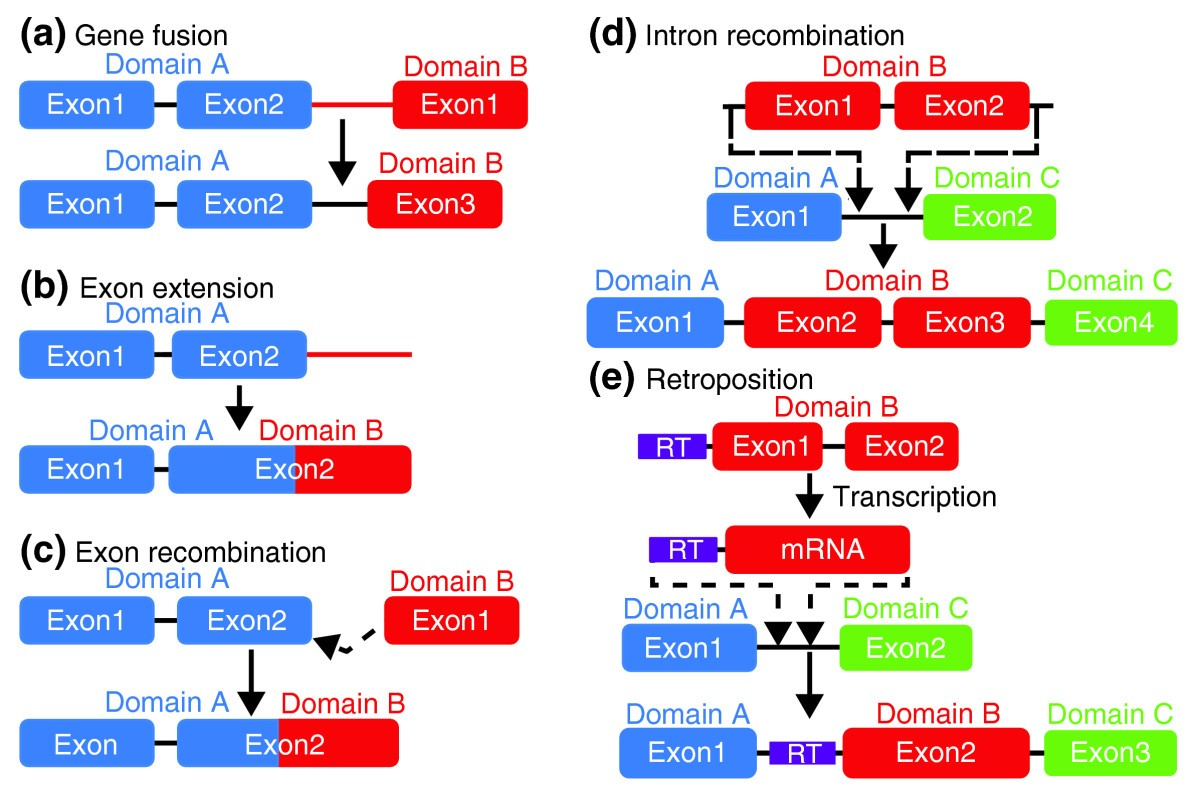 (a) Gene fusion
Domain A
Domain B
Exon1 Exon2 Exon1
Domain A
Domain B
Exon1 Exon2 Exon3
(b) Exon extension
Domain A
Exon1 Exon2
Domain A Domain B
Exon1 Exon2
(c) Exon recombination
Domain A
Domain B
Exon1 Exon2 Exon1
Domain A Domain B
Exon Exon2
(d) Intron recombination
Domain B
Exon1 Exon2
Domain A Domain C
Exon1 Exon2
Domain A Domain B Domain C
Exon1 Exon2 Exon3 Exon4
(e) Retroposition
Domain B
RT Exon1 Exon2
Transcription
RT mRNA
Domain A Domain C
Exon1 Exon2
Domain A Domain B Domain C
Exon1 RT Exon2 Exon3